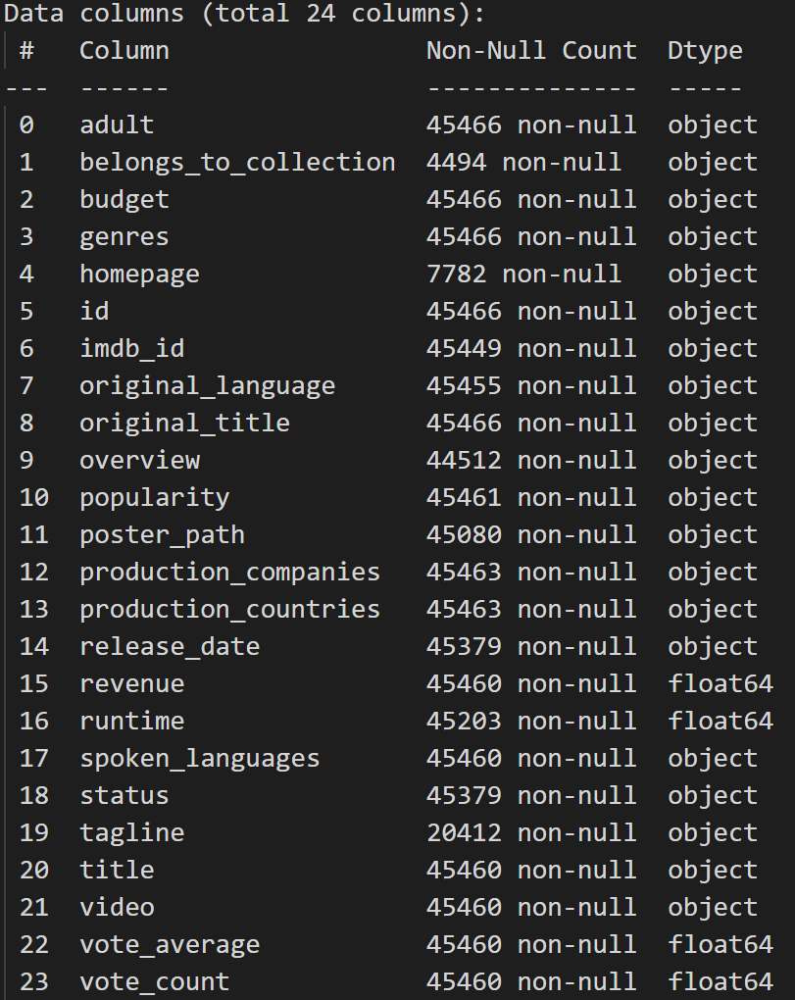 Data columns (total 24 columns):
 #   Column                 Non-Null Count  Dtype
---  ------                 --------------  -----
 0   adult                  45466 non-null  object
 1   belongs_to_collection  4494 non-null   object
 2   budget                 45466 non-null  object
 3   genres                 45466 non-null  object
 4   homepage               7782 non-null   object
 5   id                     45466 non-null  object
 6   imdb_id                45449 non-null  object
 7   original_language      45455 non-null  object
 8   original_title         45466 non-null  object
 9   overview               44512 non-null  object
 10  popularity             45461 non-null  object
 11  poster_path            45080 non-null  object
 12  production_companies   45463 non-null  object
 13  production_countries   45463 non-null  object
 14  release_date           45379 non-null  object
 15  revenue                45460 non-null  float64
 16  runtime                45203 non-null  float64
 17  spoken_languages       45460 non-null  object
 18  status                 45379 non-null  object
 19  tagline                20412 non-null  object
 20  title                  45460 non-null  object
 21  video                  45460 non-null  object
 22  vote_average           45460 non-null  float64
 23  vote_count             45460 non-null  float64